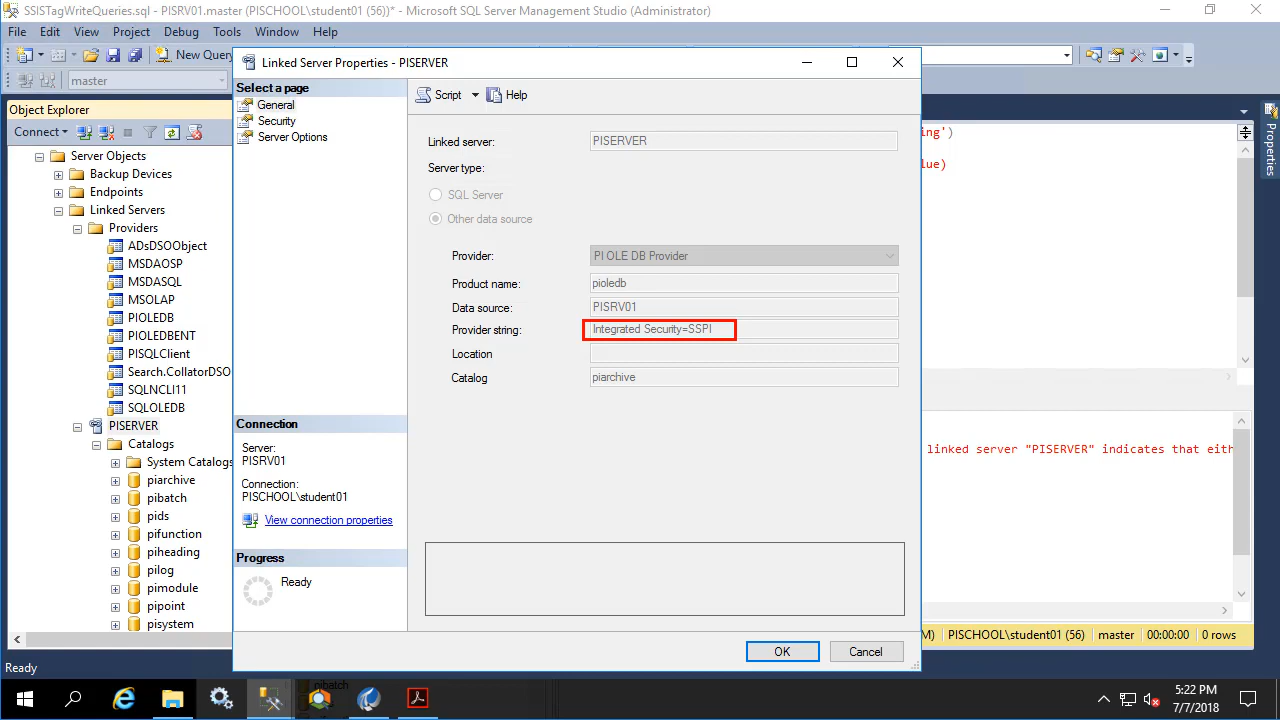 SSISTagWriteQueries.sql - PISRV01.master (PISCHOOL\student01 (56))* - Microsoft SQL Server Management Studio (Administrator)
File Edit View Project Debug Tools Window Help
New Query
master
Linked Server Properties - PISERVER
Object Explorer
Connect
Server Objects
Backup Devices
Endpoints
Linked Servers
Providers
ADsDSOObject
MSDAOSP
MSDASQL
MSOLAP
PIOLEDB
PIOLEDBENT
PISQLClient
Search.CollatorDSO
SQLNCLI11
SQLOLEDB
PISERVER
Catalogs
System Catalogs
piarchive
pibatch
pids
pifunction
piheading
pilog
pimodule
pipoint
pisystem
Select a page
General
Security
Server Options
Connection
Server:
PISRV01
Connection:
PISCHOOL\student01
View connection properties
Progress
Ready
Script Help
Linked server: PISERVER
Server type:
SQL Server
Other data source
Provider: PI OLE DB Provider
Product name: pioledb
Data source: PISRV01
Provider string: Integrated Security=SSPI
Location
Catalog piarchive
OK Cancel
ing')
lue)
linked server "PISERVER" indicates that eith
M) PISCHOOL\student01 (56) master 00:00:00 0 rows
Properties
Ready
pibatch
5:22 PM
7/7/2018